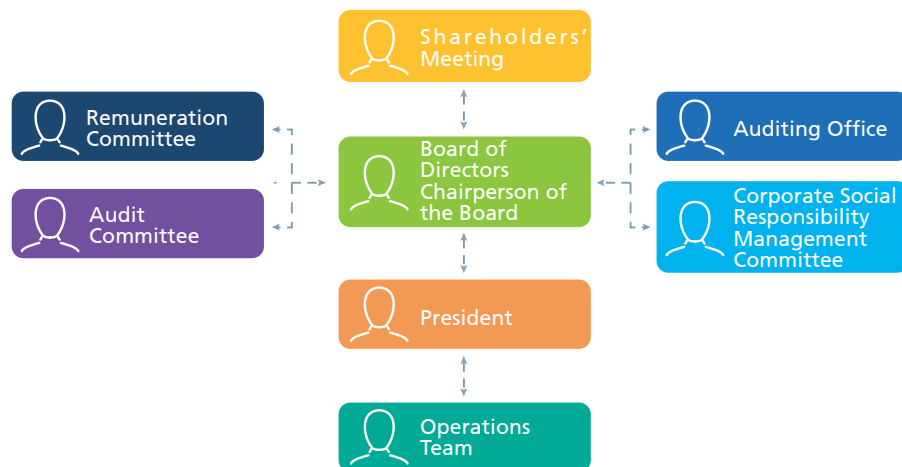 Shareholders’
Meeting
Remuneration
Committee
Auditing Office
Board of
Directors
Chairperson of
the Board
Audit
Committee
Corporate Social
Responsibility
Management
Committee
President
Operations
Team